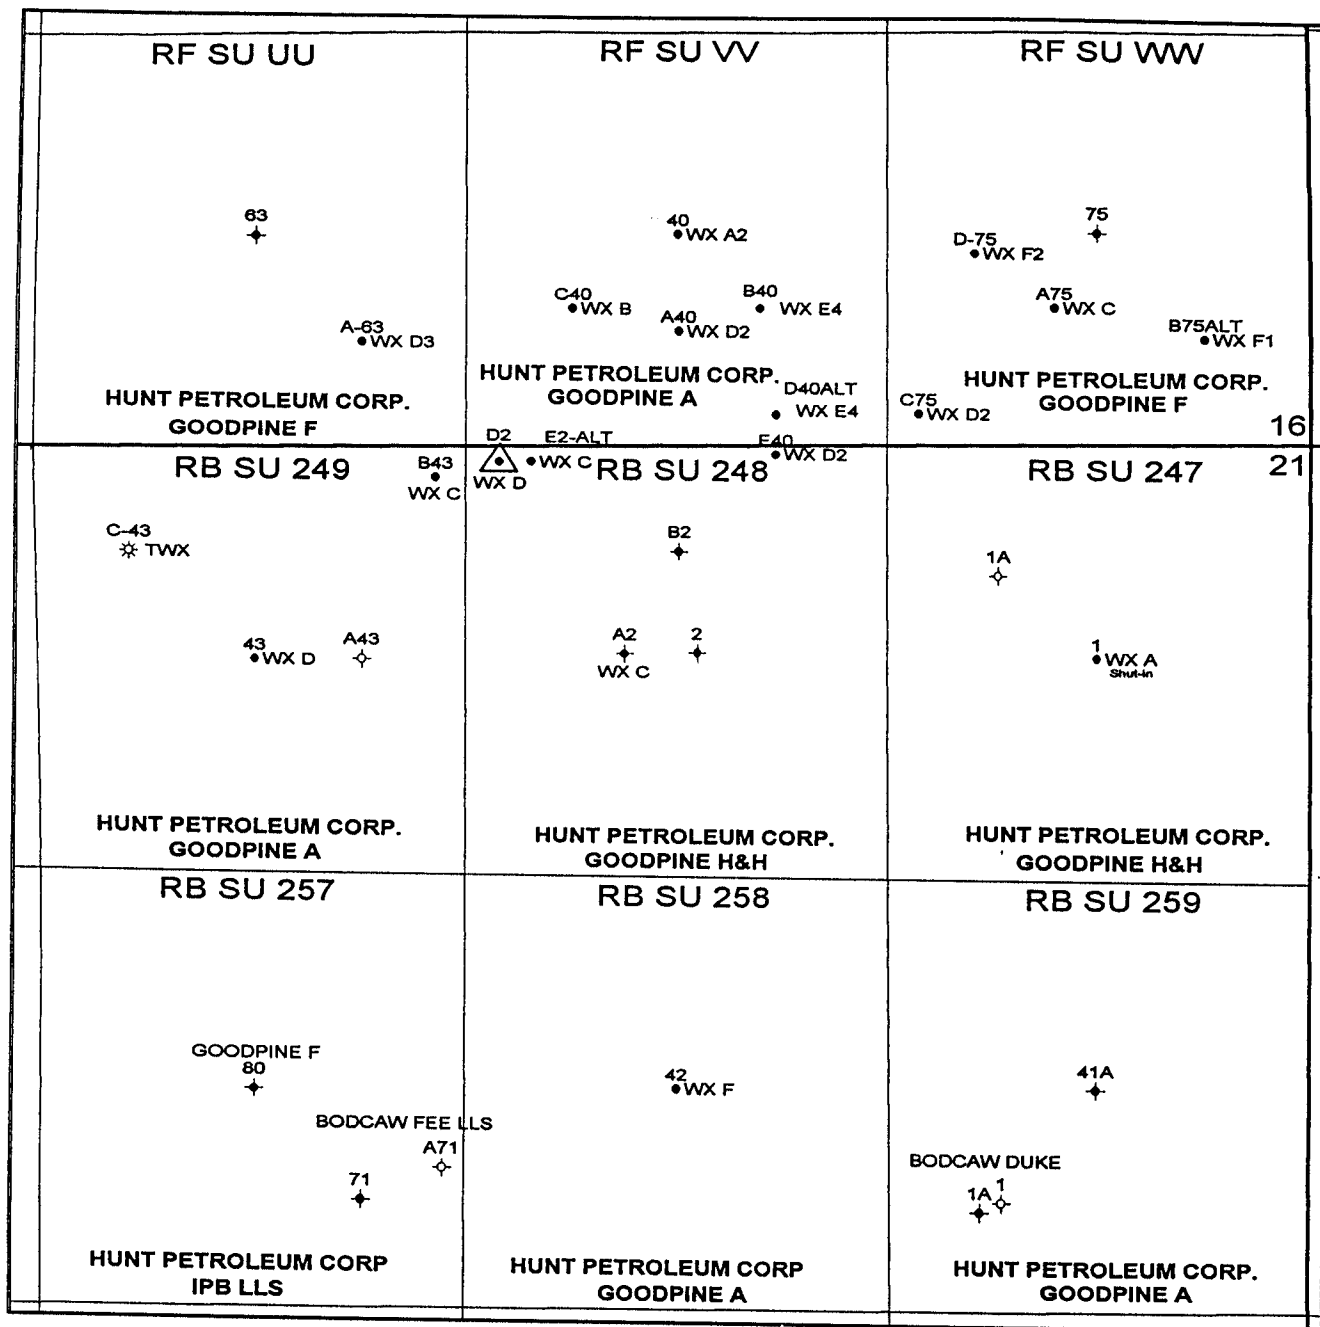 RF SU UU
63
A-63
WX D3
HUNT PETROLEUM CORP.
GOODPINE F
RF SU VV
40
WX A2
C40
WX B
A40
WX D2
B40
WX E4
HUNT PETROLEUM CORP.
GOODPINE A
D40ALT
WX E4
RF SU WW
75
D-75
WX F2
A75
WX C
B75ALT
WX F1
HUNT PETROLEUM CORP.
GOODPINE F
C75
WX D2
16
RB SU 249
B43
WX C
C-43
TWX
43
WX D
A43
HUNT PETROLEUM CORP.
GOODPINE A
D2
WX D
E2-ALT
WX C
E40
WX D2
RB SU 248
B2
A2
WX C
2
HUNT PETROLEUM CORP.
GOODPINE H&H
21
RB SU 247
1A
1
WX A
Shut-in
HUNT PETROLEUM CORP.
GOODPINE H&H
RB SU 257
GOODPINE F
80
BODCAW FEE LLS
A71
71
HUNT PETROLEUM CORP
IPB LLS
RB SU 258
42
WX F
HUNT PETROLEUM CORP
GOODPINE A
RB SU 259
41A
BODCAW DUKE
1A
1
HUNT PETROLEUM CORP.
GOODPINE A